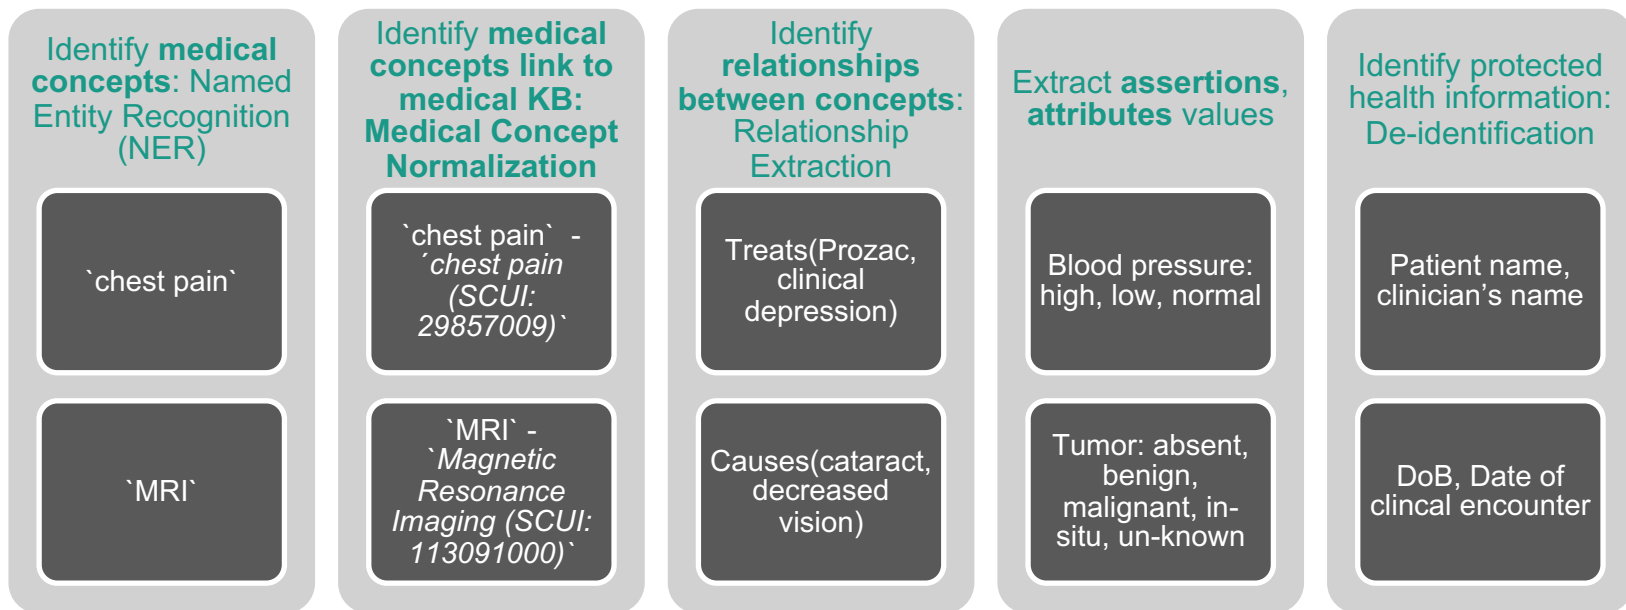 Identify medical
concepts: Named
Entity Recognition
(NER)
`chest pain`
`MRI`
Identify medical
concepts link to
medical KB:
Medical Concept
Normalization
`chest pain` -
´chest pain
(SCUI:
29857009)`
`MRI` -
`Magnetic
Resonance
Imaging (SCUI:
113091000)`
Identify
relationships
between concepts:
Relationship
Extraction
Treats(Prozac,
clinical
depression)
Causes(cataract,
decreased
vision)
Extract assertions,
attributes values
Blood pressure:
high, low, normal
Tumor: absent,
benign,
malignant, in-
situ, un-known
Identify protected
health information:
De-identification
Patient name,
clinician’s name
DoB, Date of
clincal encounter